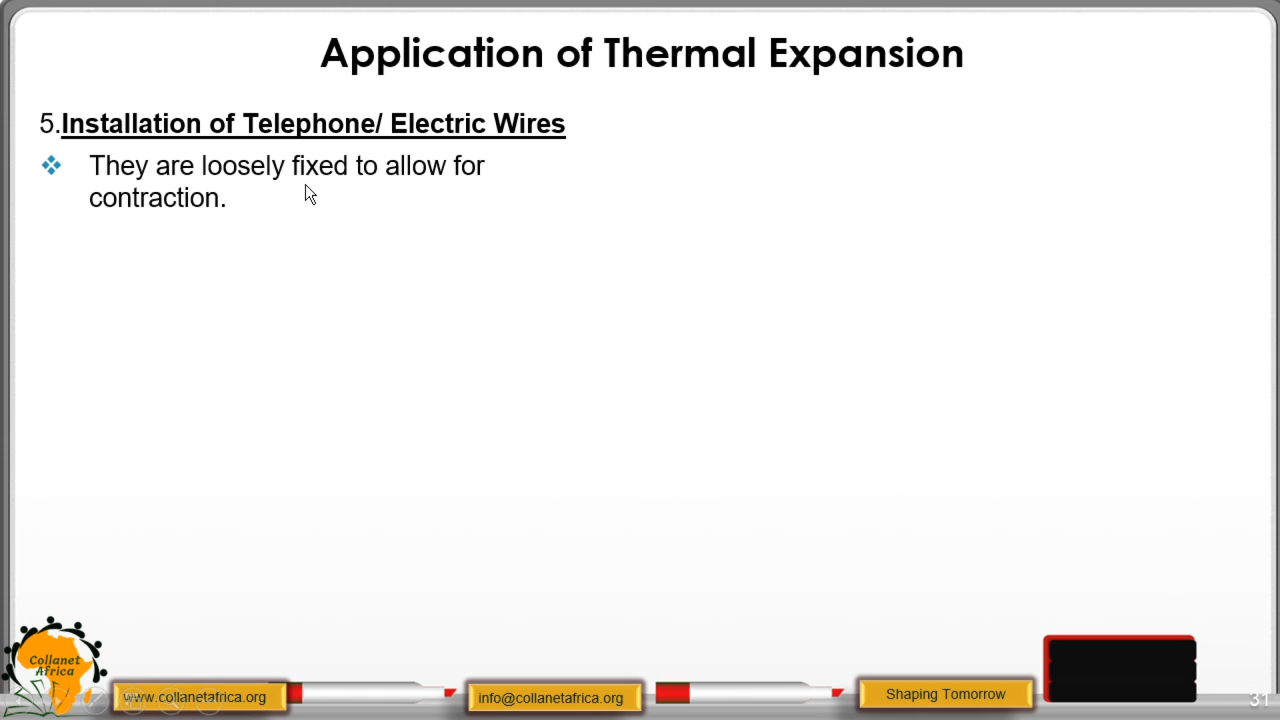 Application of Thermal Expansion
5.Installation of Telephone/ Electric Wires
They are loosely fixed to allow for
contraction.
Collanet
Africa
www.collanetafrica.org
info@collanetafrica.org
Shaping Tomorrow
31